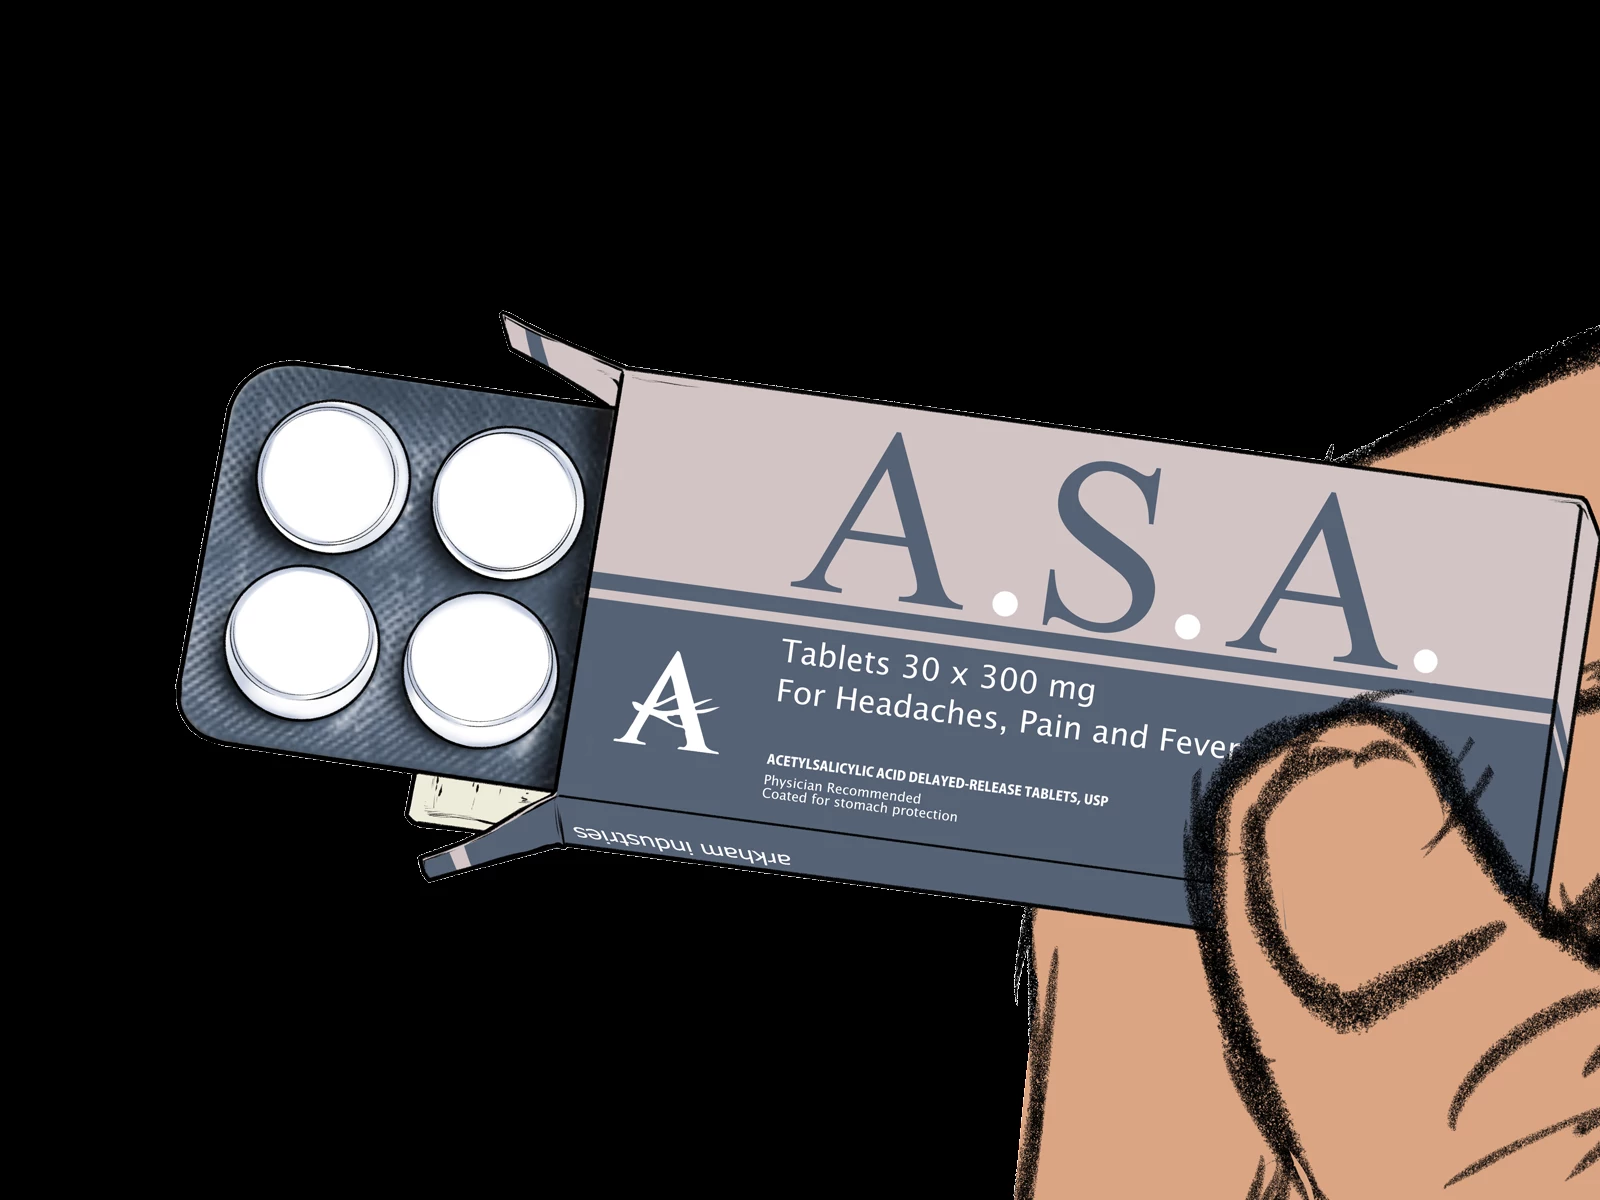 A.S.A.
Tablets 30 x 300 mg
For Headaches, Pain and Fever
ACETYLSALICYLIC ACID DELAYED-RELEASE TABLETS, USP
Physician Recommended
Coated for stomach protection
A
arkham industries